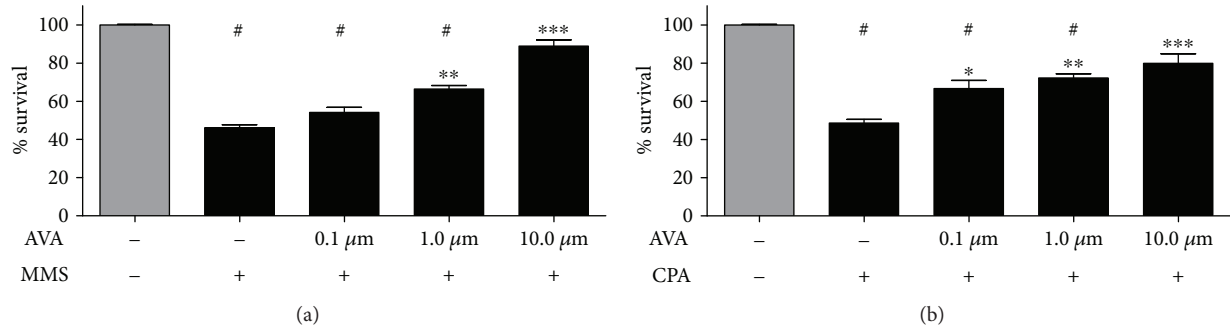 % survival
100
80
60
40
20
0
# # # ***
**
AVA – – 0.1 μm 1.0 μm 10.0 μm
MMS – + + + +
(a)
% survival
100
80
60
40
20
0
# # # ***
* **
AVA – – 0.1 μm 1.0 μm 10.0 μm
CPA – + + + +
(b)